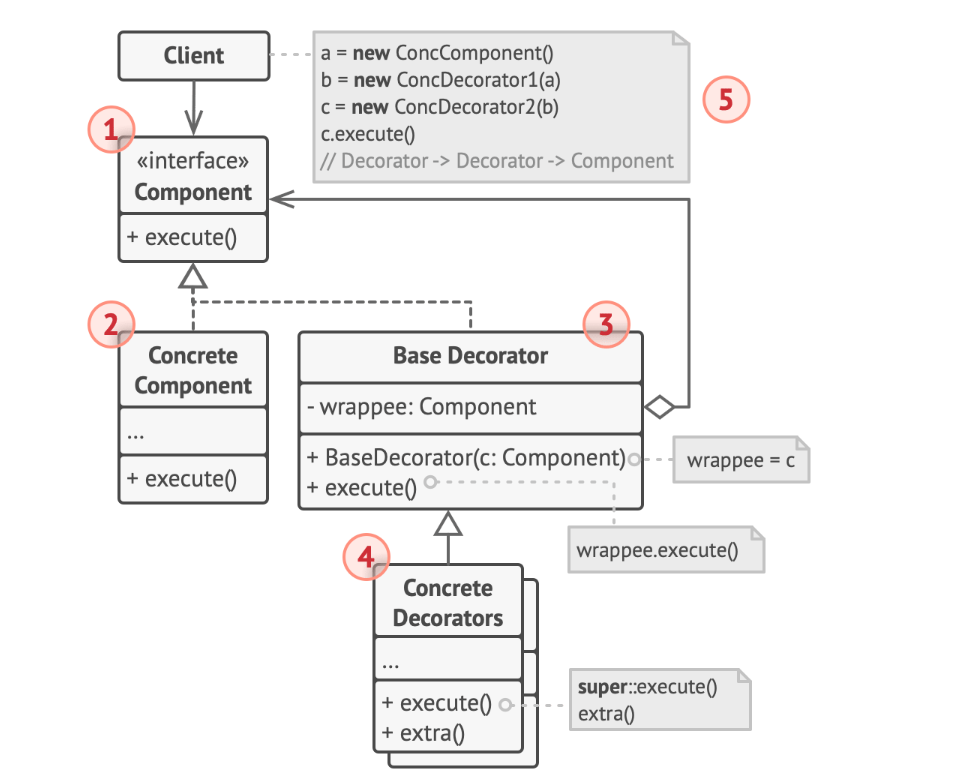 Client
a = new ConcComponent()
b = new ConcDecorator1(a)
c = new ConcDecorator2(b)
c.execute()
// Decorator -> Decorator -> Component
5
1
«interface»
Component
+ execute()
2
Concrete
Component
...
+ execute()
3
Base Decorator
- wrappee: Component
+ BaseDecorator(c: Component)
+ execute()
wrappee = c
wrappee.execute()
4
Concrete
Decorators
...
+ execute()
+ extra()
super::execute()
extra()